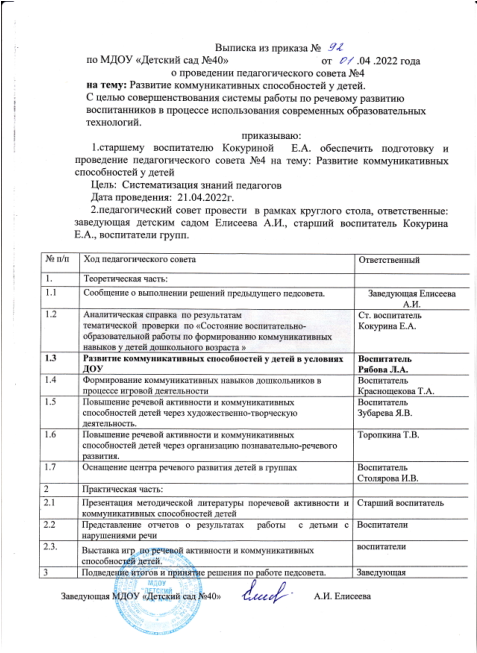 Выписка из приказа № 92
по МДОУ «Детский сад №40» от 01 .04 .2022 года
о проведении педагогического совета №4
на тему: Развитие коммуникативных способностей у детей.
С целью совершенствования системы работы по речевому развитию
воспитанников в процессе использования современных образовательных
технологий.
приказываю:
1.старшему воспитателю Кокуриной Е.А. обеспечить подготовку и
проведение педагогического совета №4 на тему: Развитие коммуникативных
способностей у детей
Цель: Систематизация знаний педагогов
Дата проведения: 21.04.2022г.
2.педагогический совет провести в рамках круглого стола, ответственные:
заведующая детским садом Елисеева А.И., старший воспитатель Кокурина
Е.А., воспитатели групп.
№ п/п Ход педагогического совета Ответственный
1. Теоретическая часть:
1.1 Сообщение о выполнении решений предыдущего педсовета. Заведующая Елисеева
А.И.
1.2 Аналитическая справка по результатам Ст. воспитатель
тематической проверки по «Состояние воспитательно- Кокурина Е.А.
образовательной работы по формированию коммуникативных
навыков у детей дошкольного возраста »
1.3 Развитие коммуникативных способностей у детей в условиях Воспитатель
ДОУ Рябова Л.А.
1.4 Формирование коммуникативных навыков дошкольников в Воспитатель
процессе игровой деятельности Краснощекова Т.А.
1.5 Повышение речевой активности и коммуникативных Воспитатель
способностей детей через художественно-творческую Зубарева Я.В.
деятельность.
1.6 Повышение речевой активности и коммуникативных Торопкина Т.В.
способностей детей через организацию познавательно-речевого
развития.
1.7 Оснащение центра речевого развития детей в группах Воспитатель
Столярова И.В.
2 Практическая часть:
2.1 Презентация методической литературы поречевой активности и Старший воспитатель
коммуникативных способностей детей
2.2 Представление отчетов о результатах работы с детьми с Воспитатели
нарушениями речи
2.3. Выставка игр по речевой активности и коммуникативных воспитатели
способностей детей.
3 Подведение итогов и принятие решения по работе педсовета. Заведующая
Заведующая МДОУ «Детский сад №40» А.И. Елисеева
МДОУ
"ДЕТСКИЙ